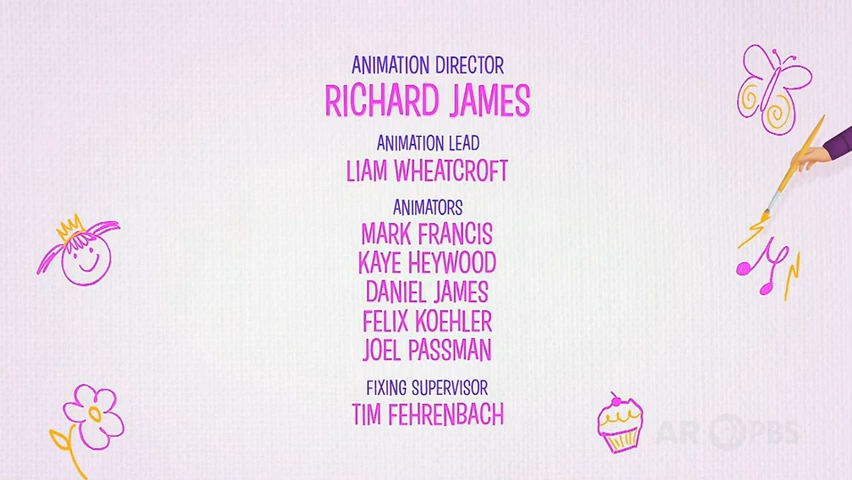 ANIMATION DIRECTOR
RICHARD JAMES
ANIMATION LEAD
LIAM WHEATCROFT
ANIMATORS
MARK FRANCIS
KAYE HEYWOOD
DANIEL JAMES
FELIX KOEHLER
JOEL PASSMAN
FIXING SUPERVISOR
TIM FEHRENBACH
AR PBS